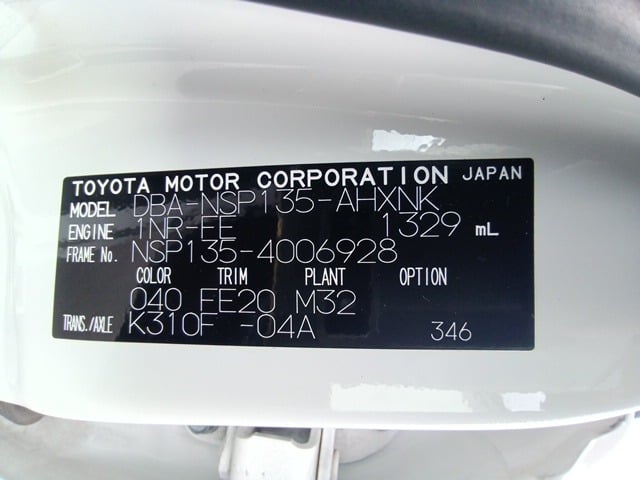 TOYOTA MOTOR CORPORATION JAPAN
MODEL DBA-NSP135-AHXNK
ENGINE 1NR-FE 1329 mL
FRAME No. NSP135-4006928
COLOR TRIM PLANT OPTION
040 FE20 M32
TRANS./AXLE K310F -04A 346